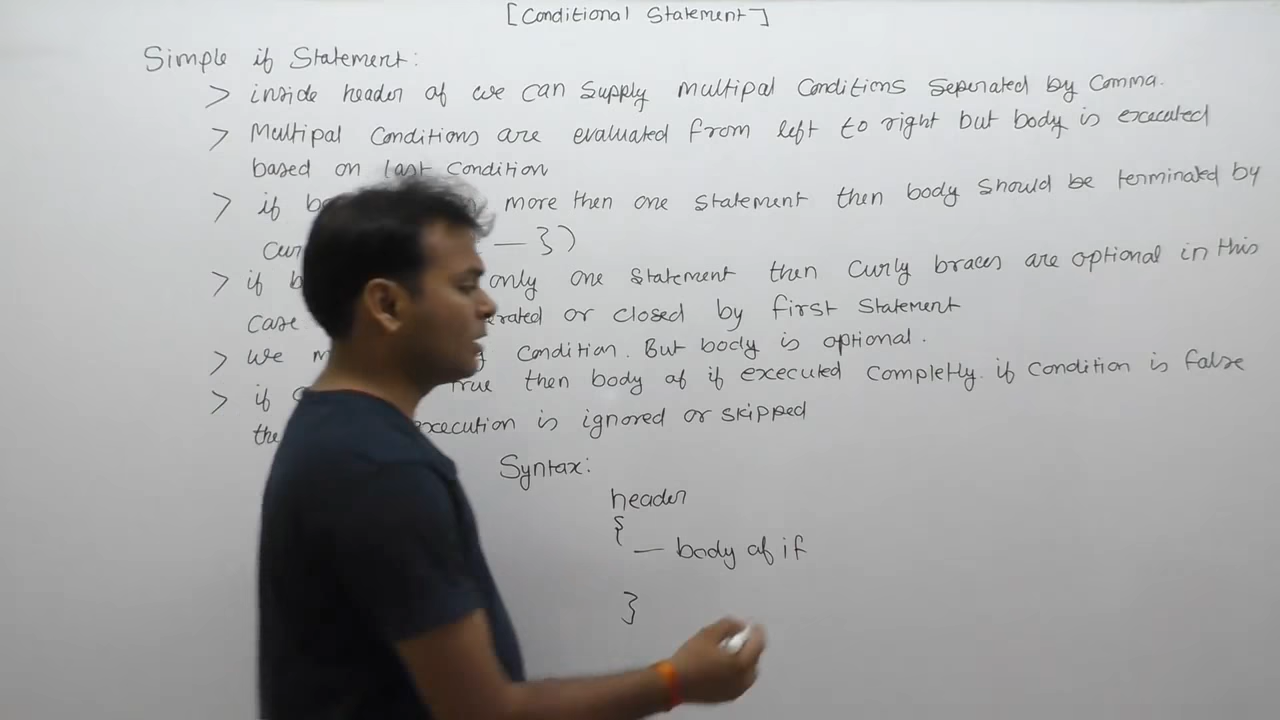 [Conditional Statement]
Simple if Statement:
> inside header of we can Supply multipal Conditions Seperated by Comma.
> Multipal Conditions are evaluated from left to right but body is executed
based on last Condition
> if more then one Statement then body Should be terminated by
— })
> if only one Statement then Curly braces are optional in this
Case or closed by first Statement
> we Condition. But body is optional.
> if then body of if executed Completly. if Condition is false
the execution is ignored or skipped
Syntax:
header
{
— body of if
}